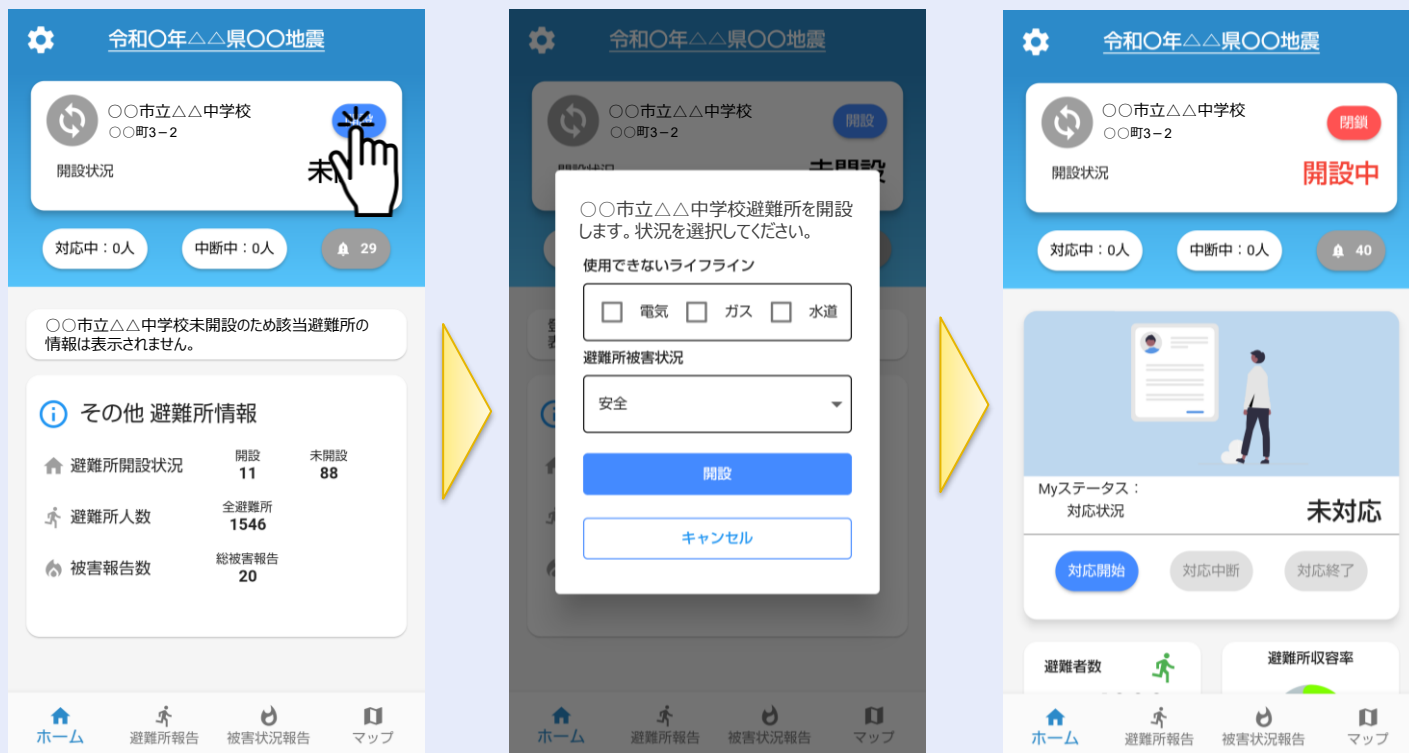 令和〇年△△県〇〇地震
〇〇市立△△中学校
〇〇町3−2
開設状況
対応中：0人
中断中：0人
29
〇〇市立△△中学校未開設のため該当避難所の
情報は表示されません。
その他 避難所情報
避難所開設状況
開設
11
未開設
88
避難所人数
全避難所
1546
被害報告数
総被害報告
20
ホーム
避難所報告
被害状況報告
マップ
令和〇年△△県〇〇地震
〇〇市立△△中学校
〇〇町3−2
開設
〇〇市立△△中学校避難所を開設
します。状況を選択してください。
使用できないライフライン
電気
ガス
水道
避難所被害状況
安全
開設
キャンセル
ホーム
避難所報告
被害状況報告
マップ
令和〇年△△県〇〇地震
〇〇市立△△中学校
〇〇町3−2
閉鎖
開設状況
開設中
対応中：0人
中断中：0人
40
Myステータス：
対応状況
未対応
対応開始
対応中断
対応終了
避難者数
避難所収容率
ホーム
避難所報告
被害状況報告
マップ